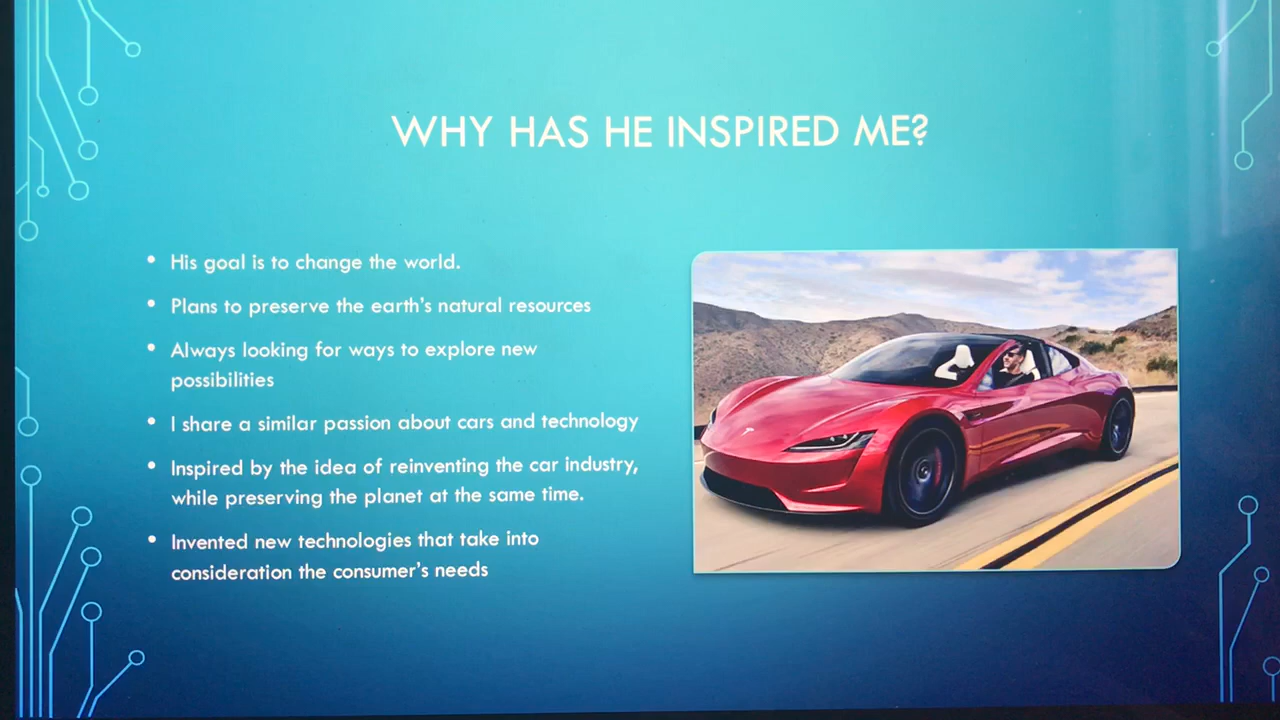 WHY HAS HE INSPIRED ME?
• His goal is to change the world.
• Plans to preserve the earth's natural resources
• Always looking for ways to explore new
possibilities
• I share a similar passion about cars and technology
• Inspired by the idea of reinventing the car industry,
while preserving the planet at the same time.
• Invented new technologies that take into
consideration the consumer's needs